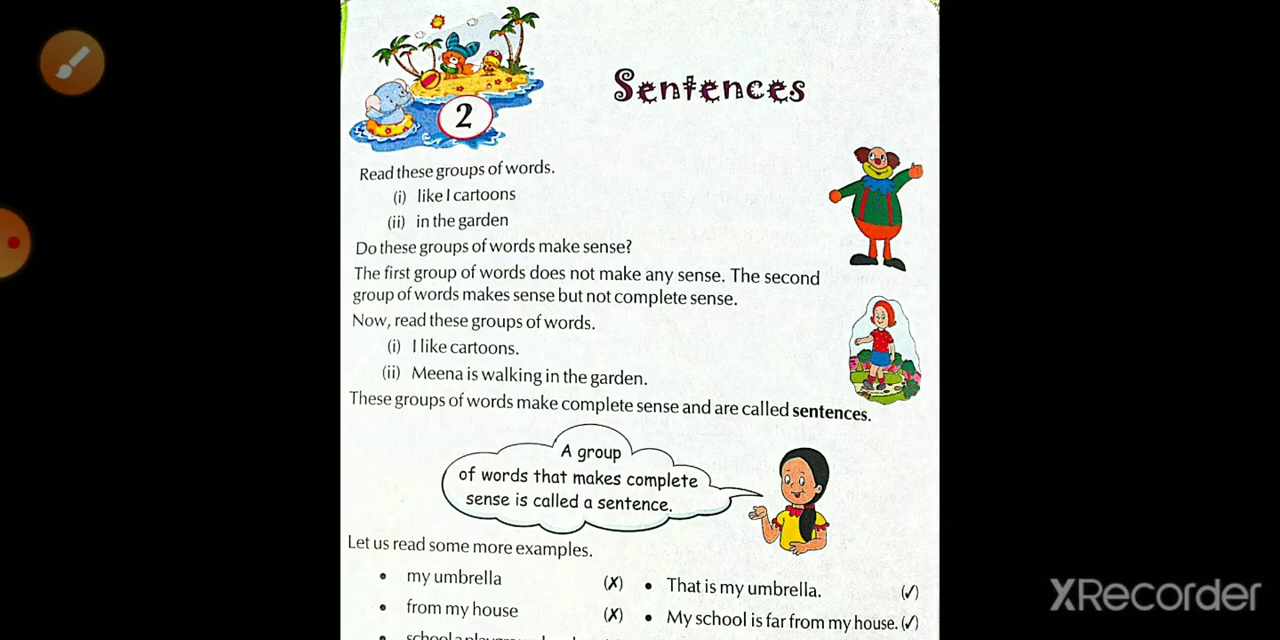 Sentences
2
Read these groups of words.
(i) like I cartoons
(ii) in the garden
Do these groups of words make sense?
The first group of words does not make any sense. The second
group of words makes sense but not complete sense.
Now, read these groups of words.
(i) I like cartoons.
(ii) Meena is walking in the garden.
These groups of words make complete sense and are called sentences.
A group
of words that makes complete
sense is called a sentence.
Let us read some more examples.
• my umbrella (✗) • That is my umbrella. (✓)
• from my house (✗) • My school is far from my house. (✓)
XRecorder